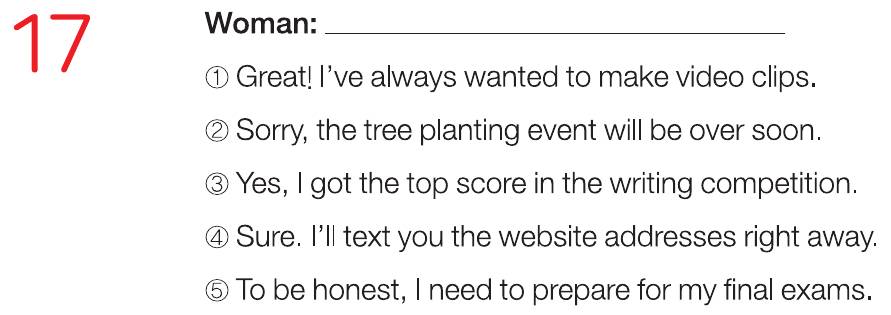 17
Woman: ______________________
① Great! I've always wanted to make video clips.
② Sorry, the tree planting event will be over soon.
③ Yes, I got the top score in the writing competition.
④ Sure. I'll text you the website addresses right away.
⑤ To be honest, I need to prepare for my final exams.